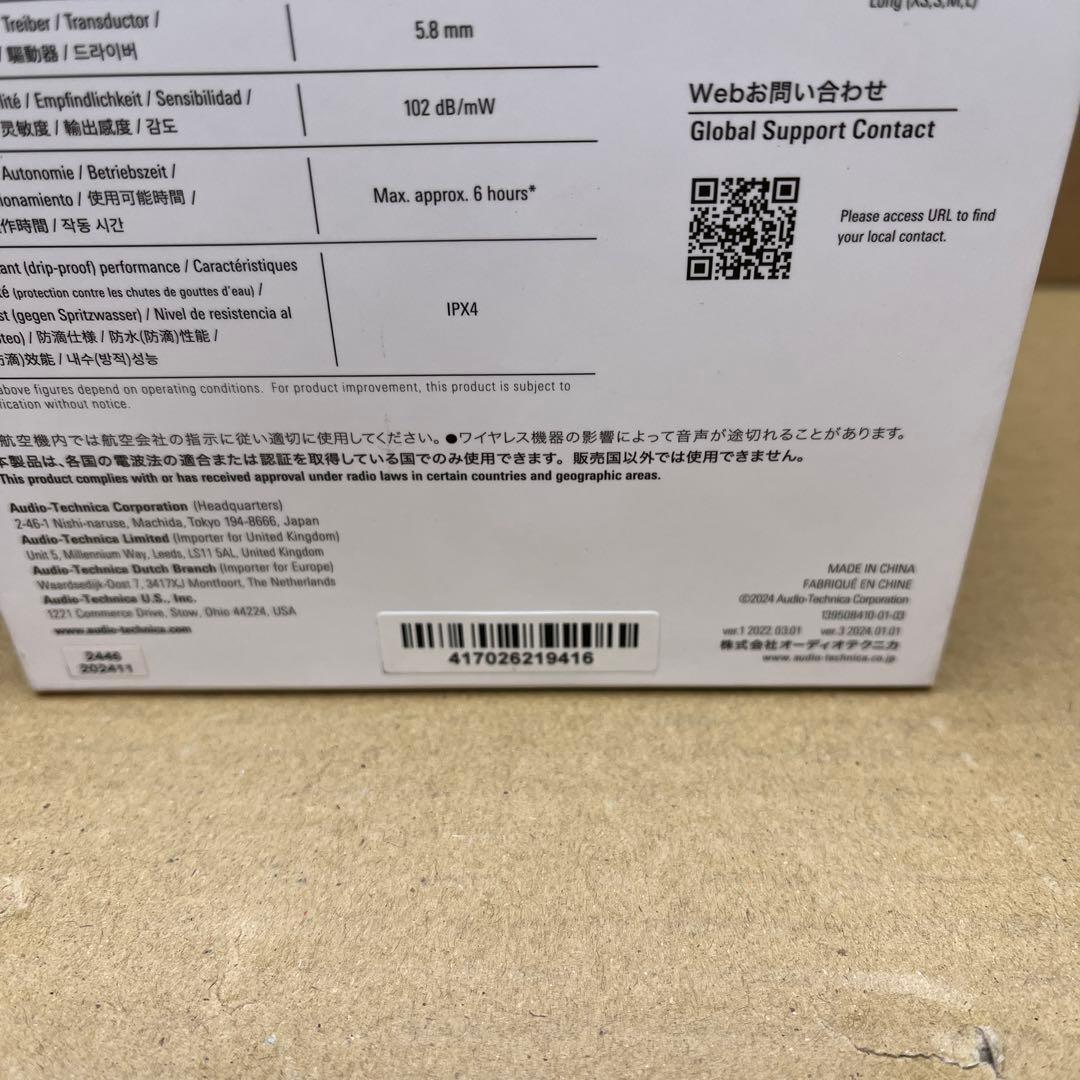 Treiber / Transductor /
/ 驅動器 / 드라이버
5.8 mm
Long (XS,S,M,L)
lité / Empfindlichkeit / Sensibilidad /
灵敏度 / 輸出感度 / 감도
102 dB/mW
Autonomie / Betriebszeit /
ionamiento / 使用可能時間 /
作時間 / 작동 시간
Max. approx. 6 hours*
ant (drip-proof) performance / Caractéristiques
té (protection contre les chutes de gouttes d'eau) /
st (gegen Spritzwasser) / Nivel de resistencia al
teo) / 防滴仕様 / 防水(防滴)性能 /
滴)效能 / 내수(방적)성능
IPX4
above figures depend on operating conditions. For product improvement, this product is subject to
ication without notice.
Webお問い合わせ
Global Support Contact
Please access URL to find
your local contact.
航空機内では航空会社の指示に従い適切に使用してください。●ワイヤレス機器の影響によって音声が途切れることがあります。
本製品は、各国の電波法の適合または認証を取得している国でのみ使用できます。販売国以外では使用できません。
This product complies with or has received approval under radio laws in certain countries and geographic areas.
Audio-Technica Corporation (Headquarters)
2-46-1 Nishi-naruse, Machida, Tokyo 194-8666, Japan
Audio-Technica Limited (Importer for United Kingdom)
Unit 5, Millennium Way, Leeds, LS11 5AL, United Kingdom
Audio-Technica Dutch Branch (Importer for Europe)
Waardsedijk-Oost 7, 3417XJ Montfoort, The Netherlands
Audio-Technica U.S., Inc.
1221 Commerce Drive, Stow, Ohio 44224, USA
www.audio-technica.com
2446
202411
417026219416
MADE IN CHINA
FABRIQUÉ EN CHINE
©2024 Audio-Technica Corporation
139508410-01-03
ver.1 2022.03.01 ver.3 2024.01.01
株式会社オーディオテクニカ
www.audio-technica.co.jp